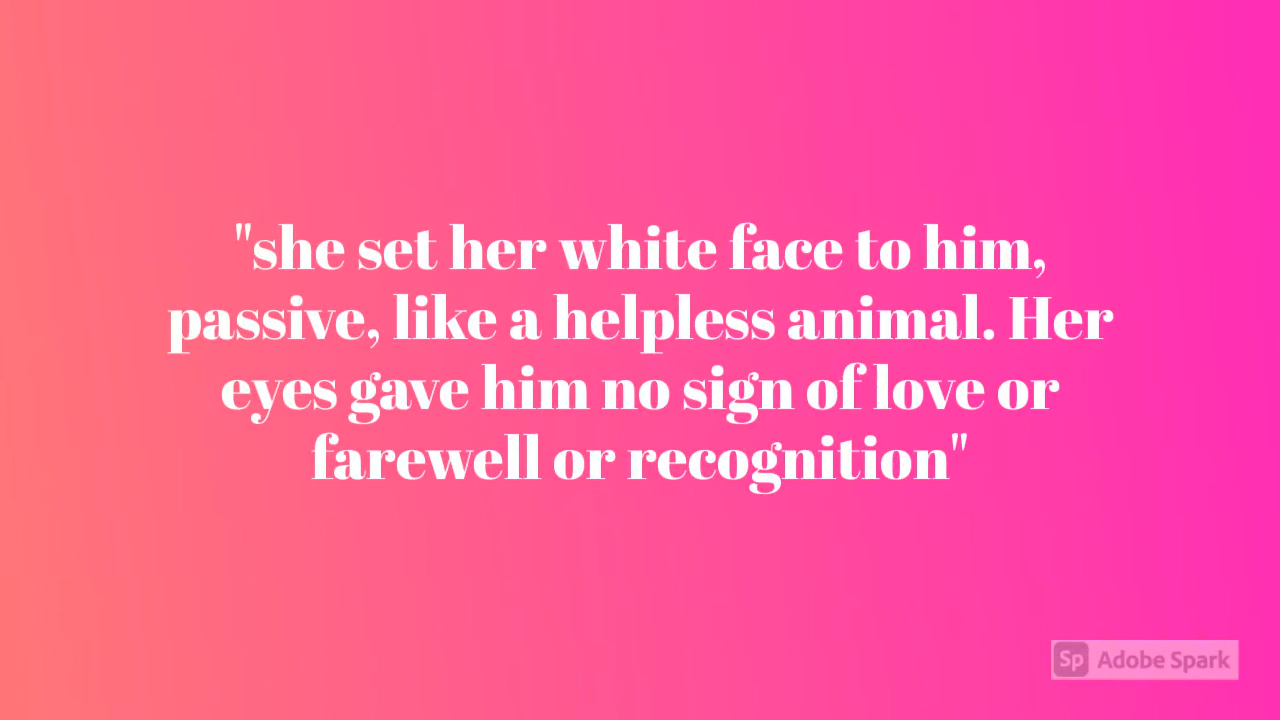 "she set her white face to him,
passive, like a helpless animal. Her
eyes gave him no sign of love or
farewell or recognition"
Sp Adobe Spark